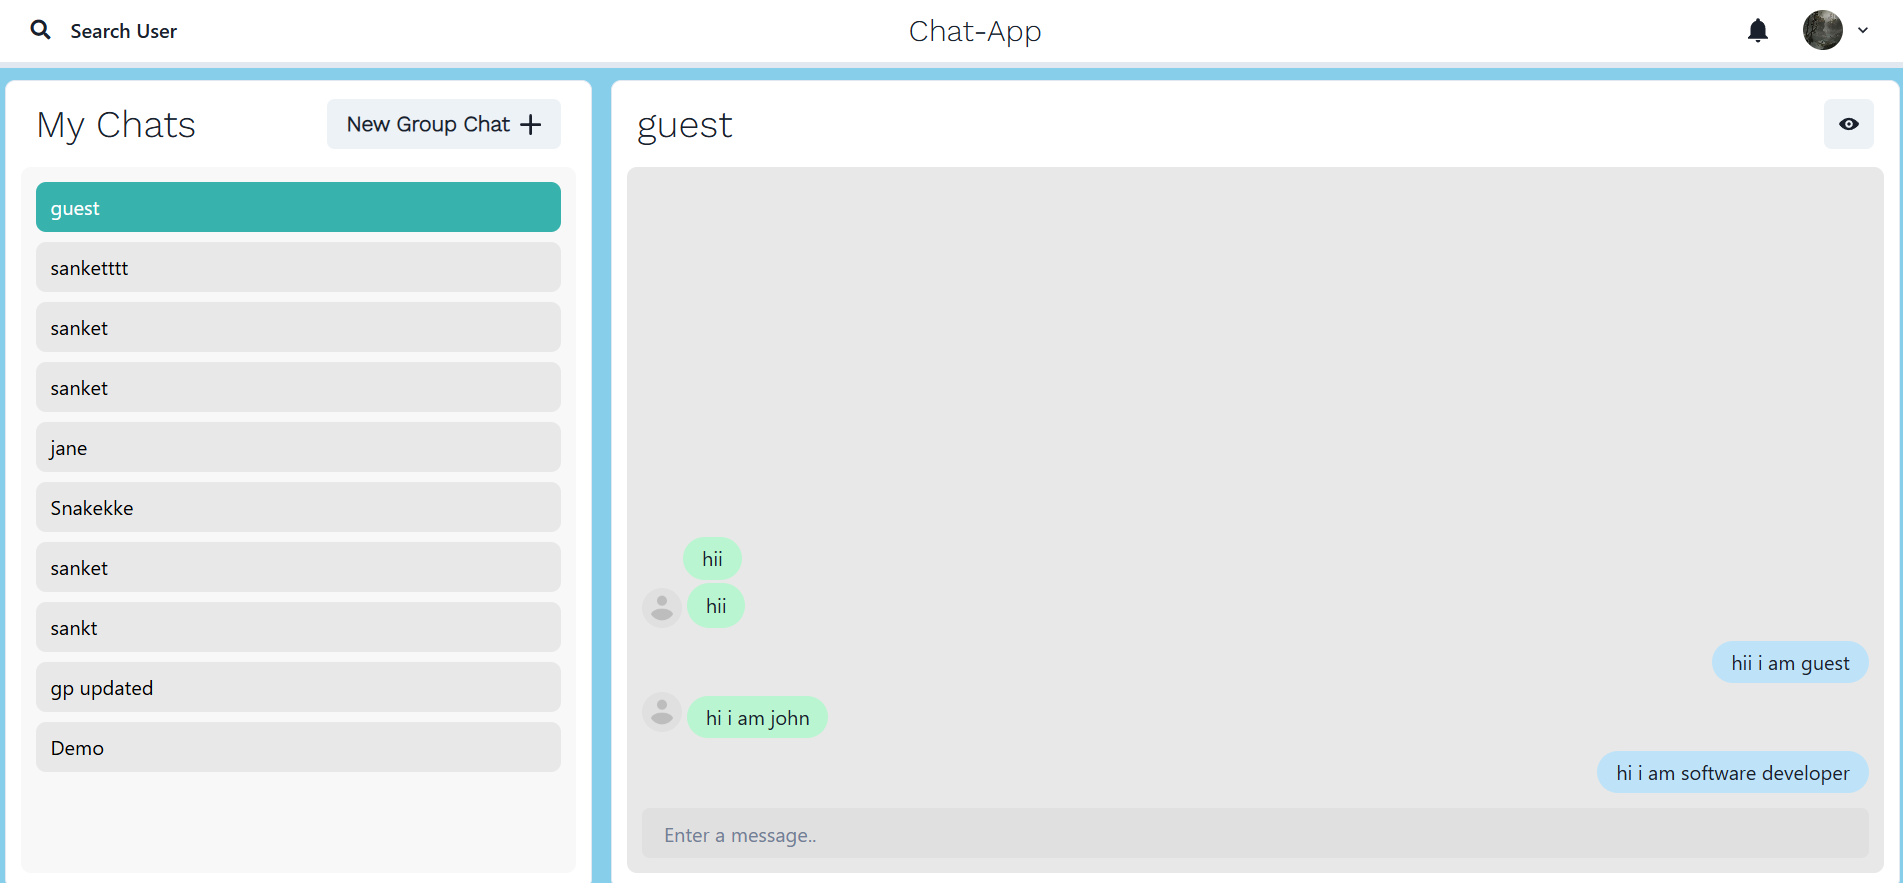 Search User
Chat-App
My Chats
New Group Chat
guest
sanketttt
sanket
sanket
jane
Snakekke
sanket
sankt
gp updated
Demo
guest
hii
hii
hii i am guest
hi i am john
hi i am software developer
Enter a message..